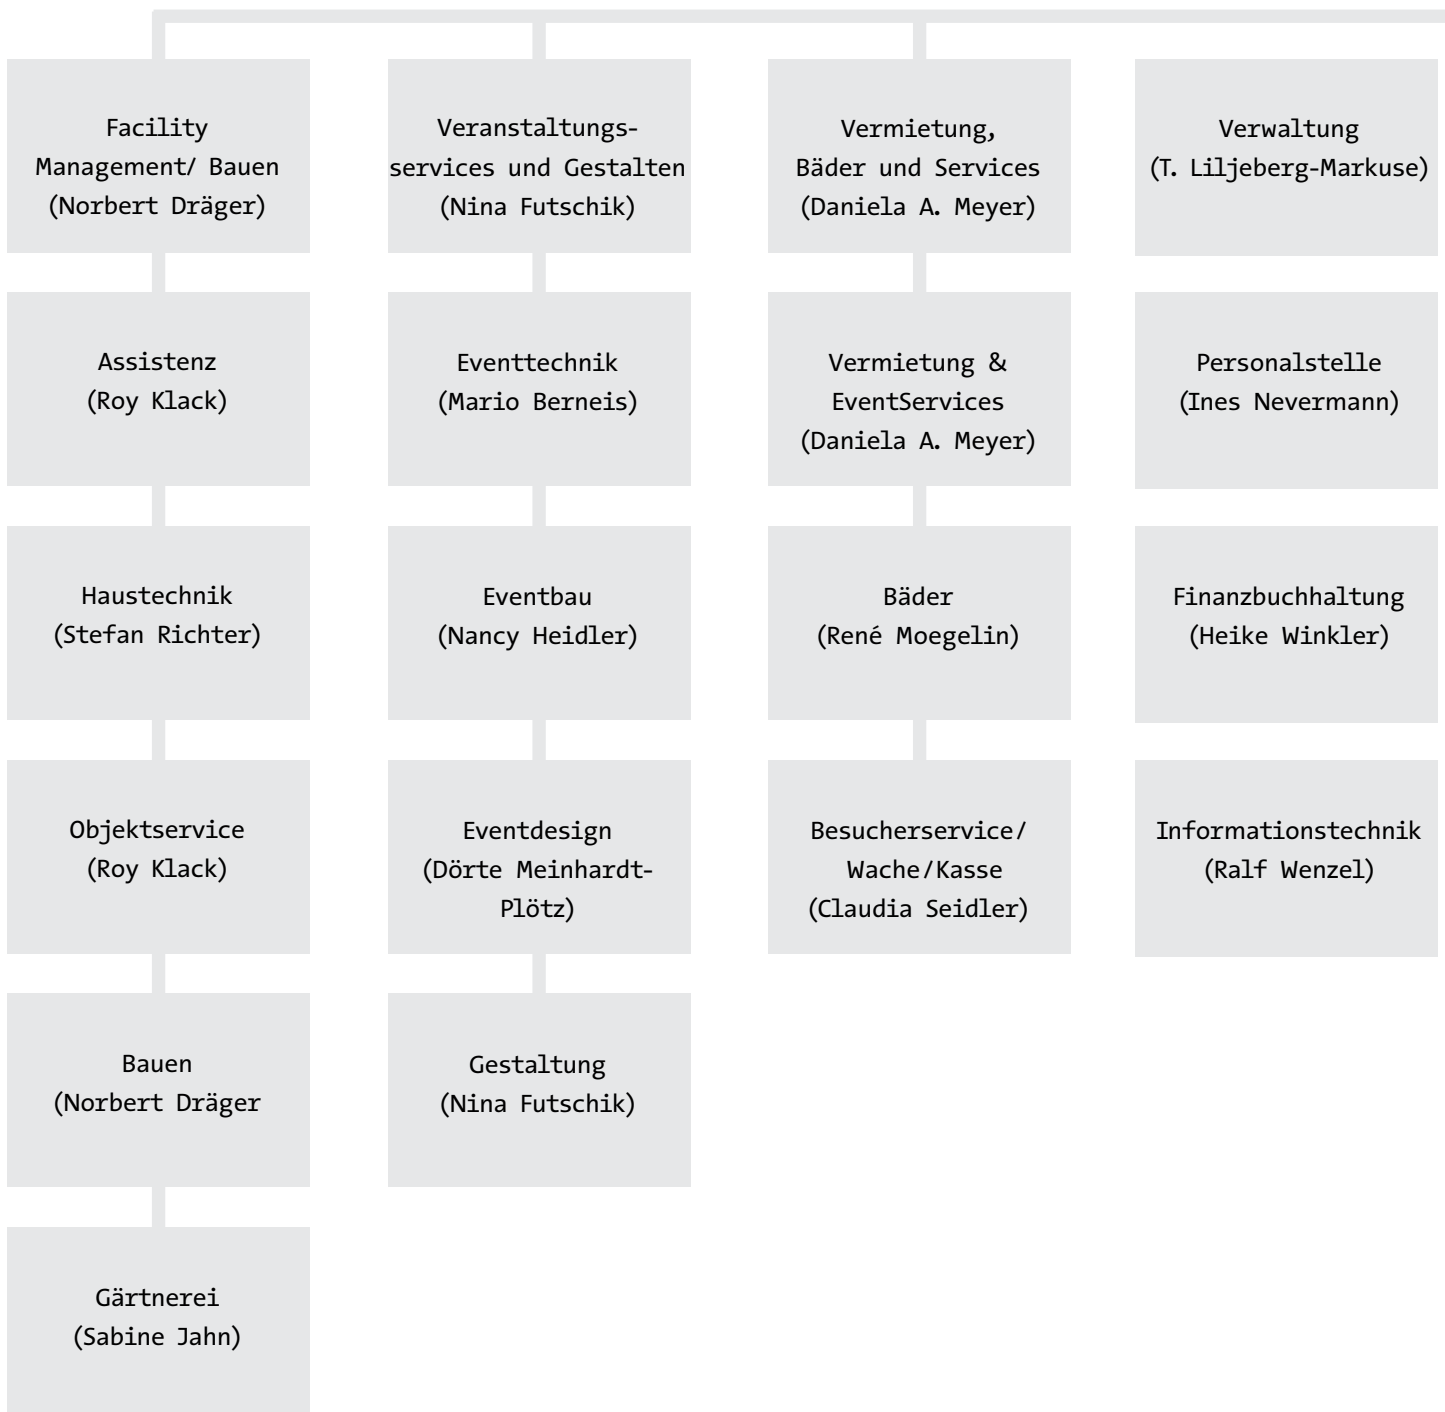 Facility
Management/ Bauen
(Norbert Dräger)
Assistenz
(Roy Klack)
Haustechnik
(Stefan Richter)
Objektservice
(Roy Klack)
Bauen
(Norbert Dräger
Gärtnerei
(Sabine Jahn)
Veranstaltungs-
services und Gestalten
(Nina Futschik)
Eventtechnik
(Mario Berneis)
Eventbau
(Nancy Heidler)
Eventdesign
(Dörte Meinhardt-
Plötz)
Gestaltung
(Nina Futschik)
Vermietung,
Bäder und Services
(Daniela A. Meyer)
Vermietung &
EventServices
(Daniela A. Meyer)
Bäder
(René Moegelin)
Besucherservice/
Wache/Kasse
(Claudia Seidler)
Verwaltung
(T. Liljeberg-Markuse)
Personalstelle
(Ines Nevermann)
Finanzbuchhaltung
(Heike Winkler)
Informationstechnik
(Ralf Wenzel)